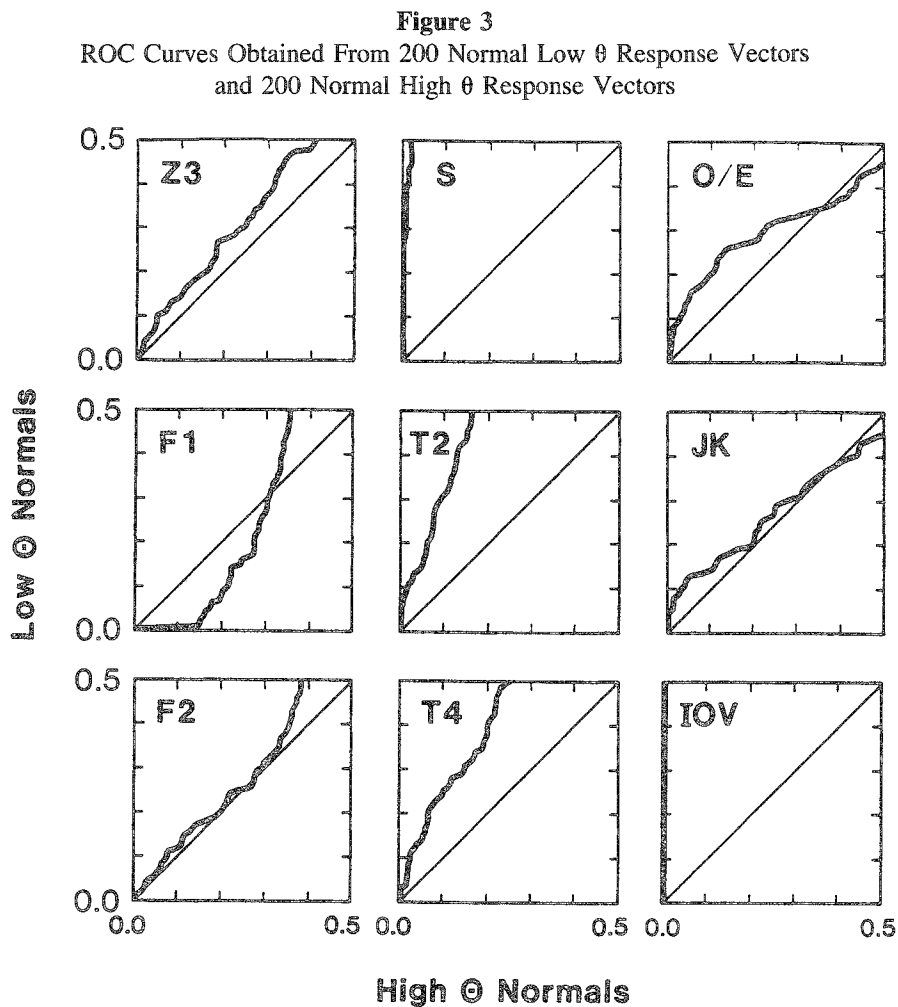 Figure 3
ROC Curves Obtained From 200 Normal Low θ Response Vectors
and 200 Normal High θ Response Vectors
0.5
Z3
S
O/E
0.0
0.5
F1
T2
JK
Low Θ Normals
0.0
0.5
F2
T4
IOV
0.0
0.0
0.5
0.0
0.5
0.0
0.5
High Θ Normals